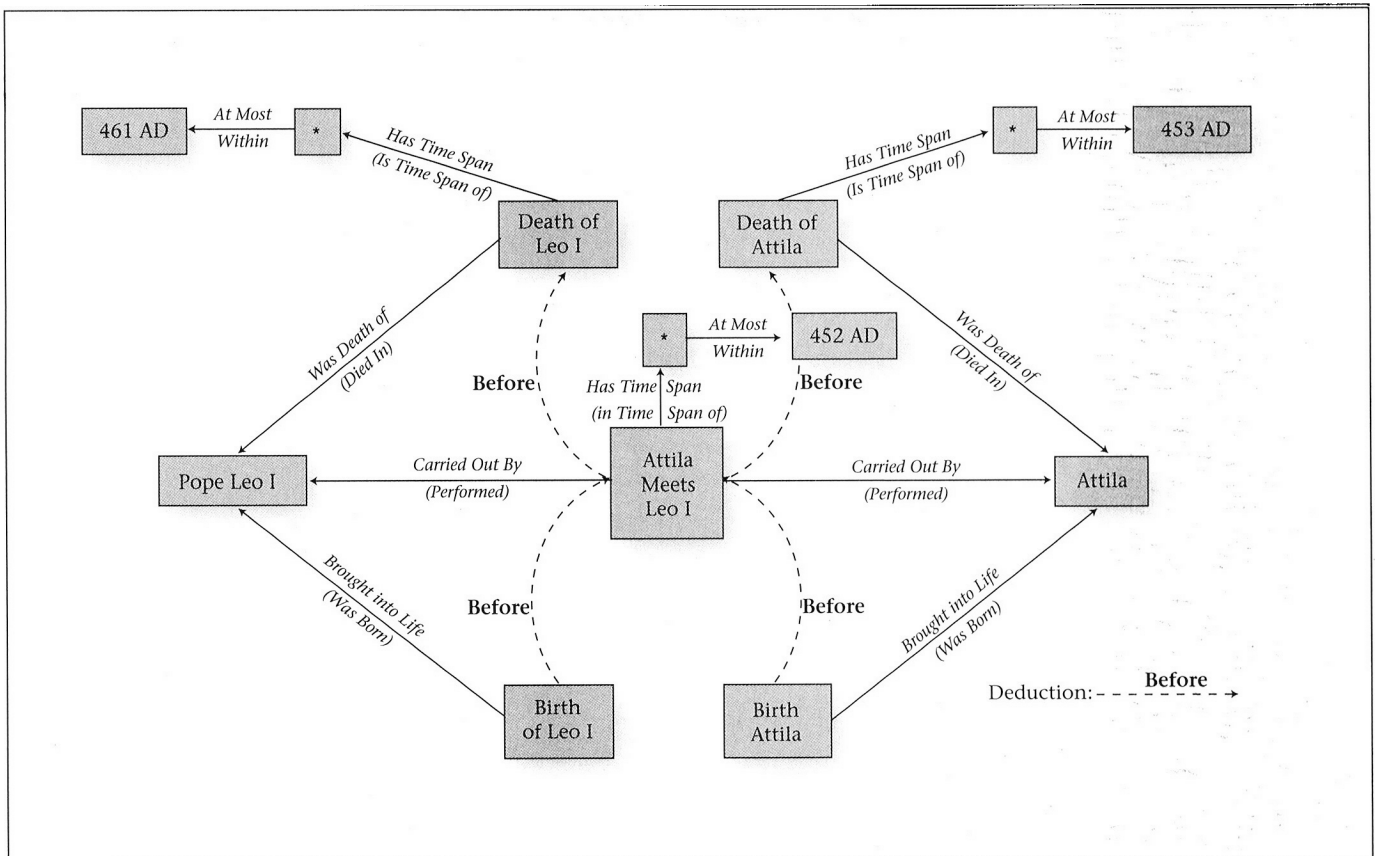 461 AD
At Most
Within
*
Has Time Span
(Is Time Span of)
Has Time Span
(Is Time Span of)
*
At Most
Within
453 AD
Death of
Leo I
Death of
Attila
Was Death of
(Died In)
*
At Most
Within
452 AD
Was Death of
(Died In)
Before
Has Time Span
(in Time Span of)
Before
Pope Leo I
Carried Out By
(Performed)
Attila
Meets
Leo I
Carried Out By
(Performed)
Attila
Brought into Life
(Was Born)
Before
Before
Brought into Life
(Was Born)
Birth
of Leo I
Birth
Attila
Deduction:
Before